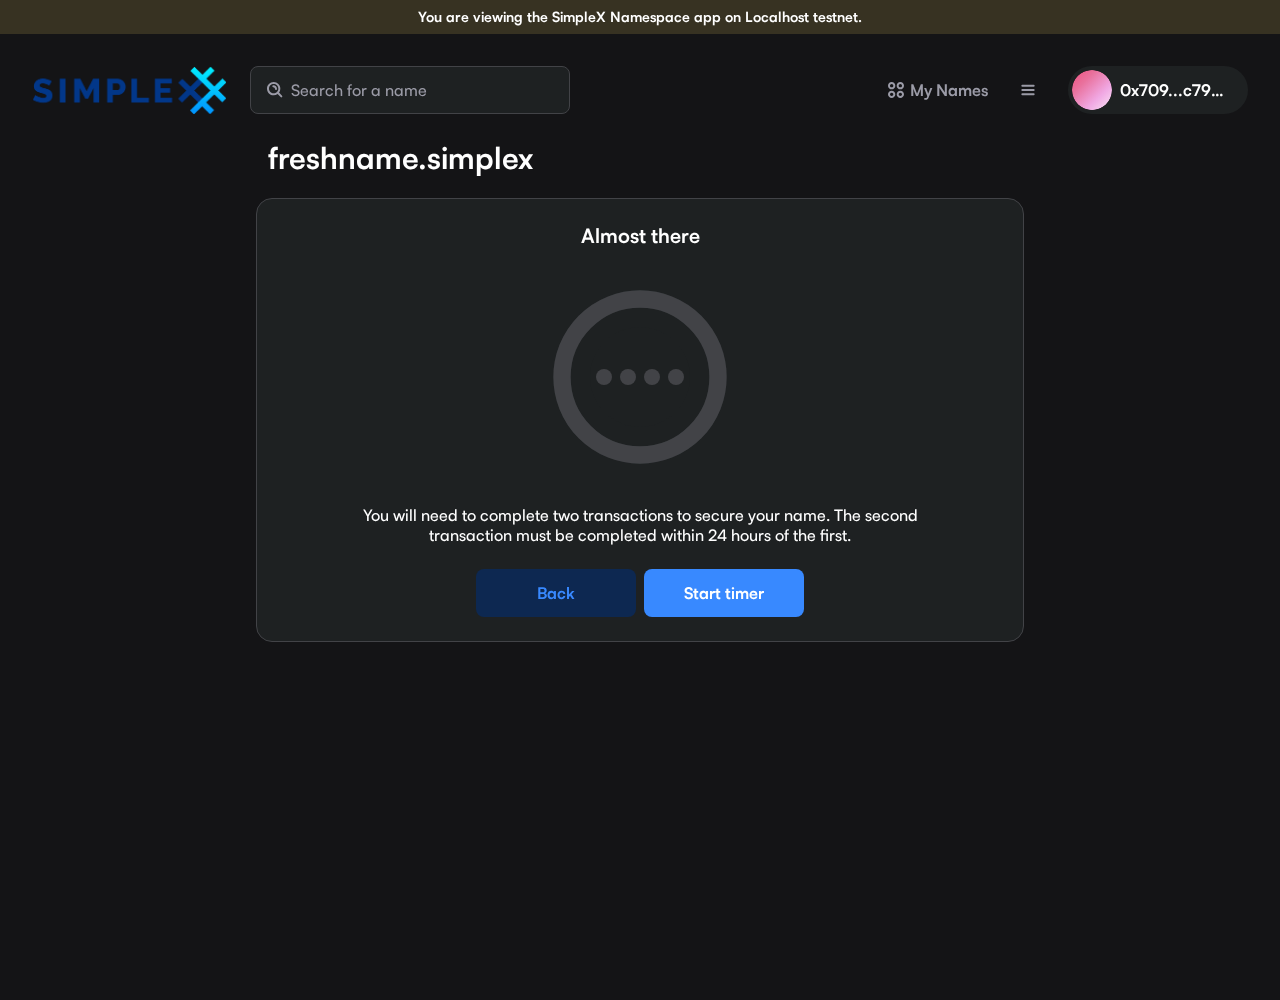 You are viewing the SimpleX Namespace app on Localhost testnet.
SIMPLEX
Search for a name
My Names
0x709...c79...
freshname.simplex
Almost there
You will need to complete two transactions to secure your name. The second
transaction must be completed within 24 hours of the first.
Back
Start timer